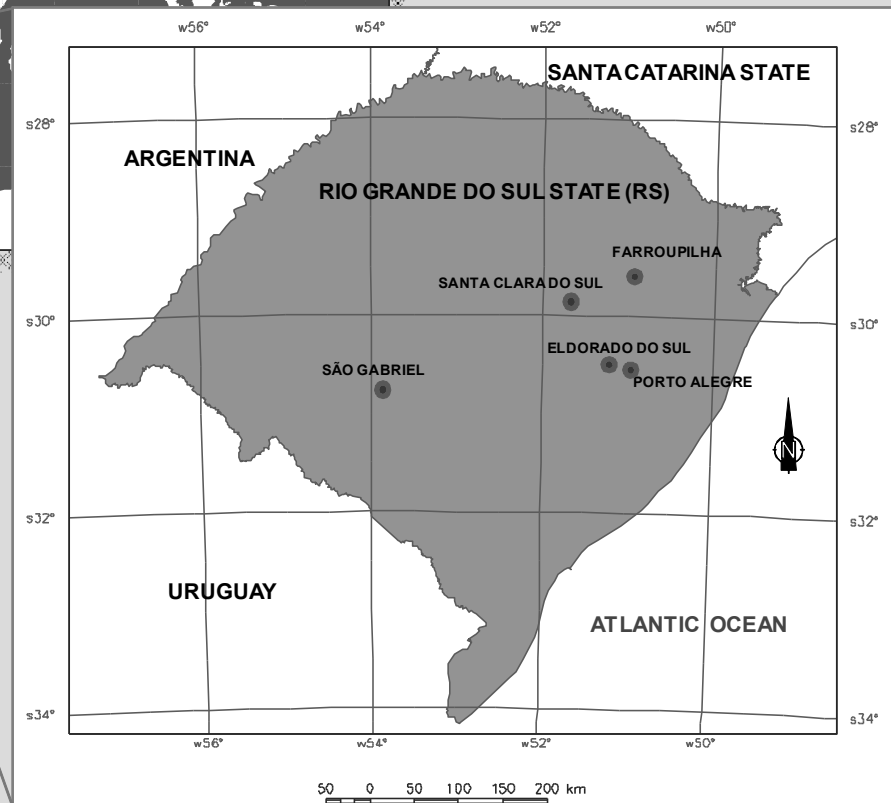 w56° w54° w52° w50°
SANTA CATARINA STATE
s28° s28°
ARGENTINA
RIO GRANDE DO SUL STATE (RS)
FARROUPILHA
SANTA CLARA DO SUL
s30° s30°
ELDORADO DO SUL
SÃO GABRIEL
PORTO ALEGRE
N
s32° s32°
URUGUAY
ATLANTIC OCEAN
s34° s34°
w56° w54° w52° w50°
50 0 50 100 150 200 km